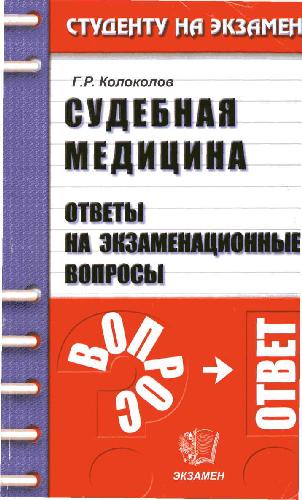 СТУДЕНТУ НА ЭКЗАМЕН
Г.Р. Колоколов
СУДЕБНАЯ
МЕДИЦИНА
ОТВЕТЫ
НА ЭКЗАМЕНАЦИОННЫЕ
ВОПРОСЫ
ВОПРОС
ОТВЕТ
ЭКЗАМЕН